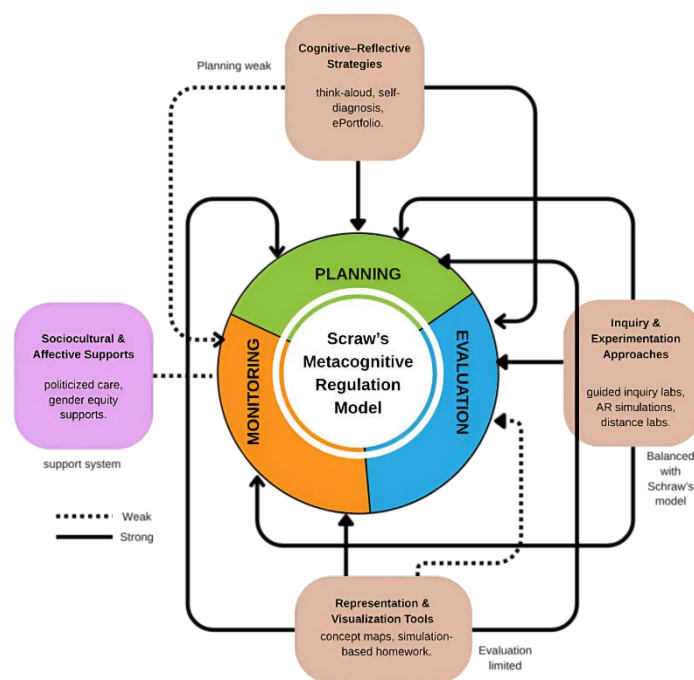 Cognitive–Reflective
Strategies
think-aloud, self-
diagnosis,
ePortfolio.
Planning weak
PLANNING
EVALUATION
MONITORING
Scraw's
Metacognitive
Regulation
Model
Sociocultural &
Affective Supports
politicized care,
gender equity
supports.
support system
Inquiry &
Experimentation
Approaches
guided inquiry labs,
AR simulations,
distance labs.
Balanced
with
Schraw's
model
Weak
Strong
Representation &
Visualization Tools
concept maps, simulation-
based homework.
Evaluation
limited